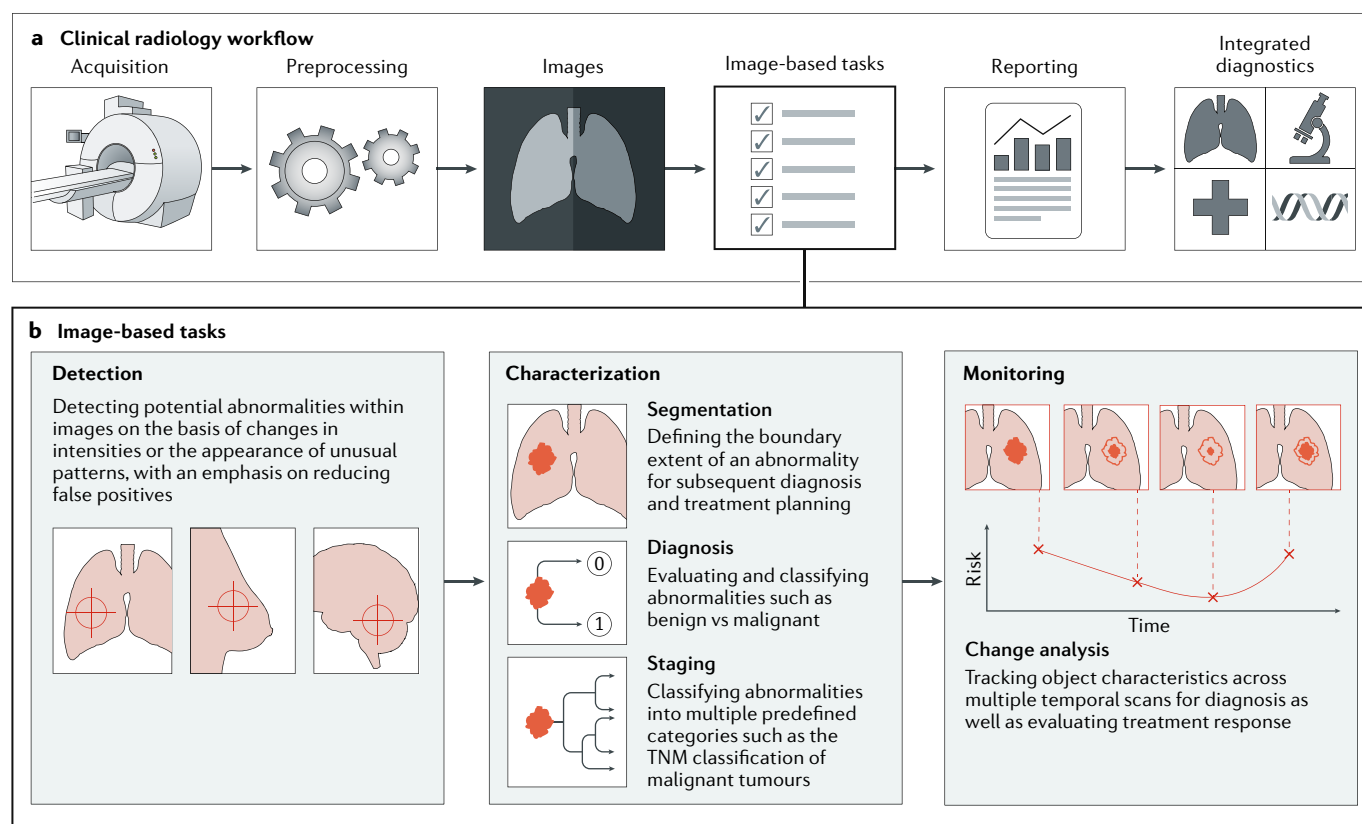 a Clinical radiology workflow
Acquisition
Preprocessing
Images
Image-based tasks
Reporting
Integrated
diagnostics
b Image-based tasks
Detection
Detecting potential abnormalities within
images on the basis of changes in
intensities or the appearance of unusual
patterns, with an emphasis on reducing
false positives
Characterization
Segmentation
Defining the boundary
extent of an abnormality
for subsequent diagnosis
and treatment planning
Diagnosis
Evaluating and classifying
abnormalities such as
benign vs malignant
0
1
Staging
Classifying abnormalities
into multiple predefined
categories such as the
TNM classification of
malignant tumours
Monitoring
Risk
Time
Change analysis
Tracking object characteristics across
multiple temporal scans for diagnosis as
well as evaluating treatment response